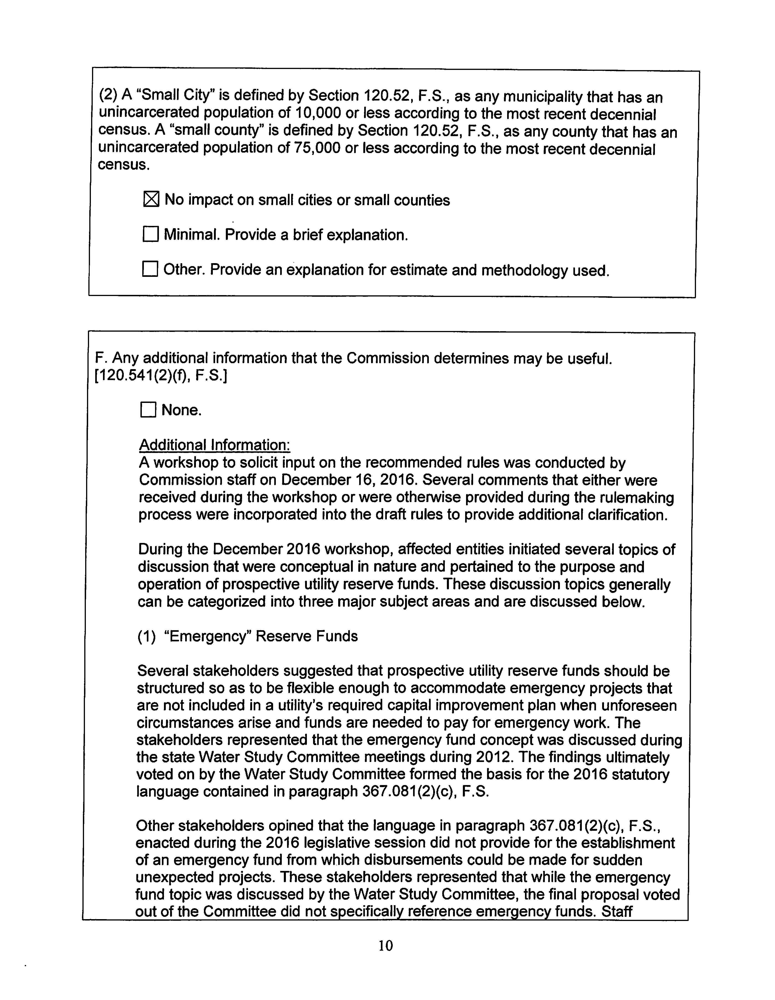 (2) A “Small City” is defined by Section 120.52, F.S., as any municipality that has an
unincarcerated population of 10,000 or less according to the most recent decennial
census. A “small county” is defined by Section 120.52, F.S., as any county that has an
unincarcerated population of 75,000 or less according to the most recent decennial
census.
☒ No impact on small cities or small counties
☐ Minimal. Provide a brief explanation.
☐ Other. Provide an explanation for estimate and methodology used.
F. Any additional information that the Commission determines may be useful.
[120.541(2)(f), F.S.]
☐ None.
Additional Information:
A workshop to solicit input on the recommended rules was conducted by
Commission staff on December 16, 2016. Several comments that either were
received during the workshop or were otherwise provided during the rulemaking
process were incorporated into the draft rules to provide additional clarification.
During the December 2016 workshop, affected entities initiated several topics of
discussion that were conceptual in nature and pertained to the purpose and
operation of prospective utility reserve funds. These discussion topics generally
can be categorized into three major subject areas and are discussed below.
(1) “Emergency” Reserve Funds
Several stakeholders suggested that prospective utility reserve funds should be
structured so as to be flexible enough to accommodate emergency projects that
are not included in a utility’s required capital improvement plan when unforeseen
circumstances arise and funds are needed to pay for emergency work. The
stakeholders represented that the emergency fund concept was discussed during
the state Water Study Committee meetings during 2012. The findings ultimately
voted on by the Water Study Committee formed the basis for the 2016 statutory
language contained in paragraph 367.081(2)(c), F.S.
Other stakeholders opined that the language in paragraph 367.081(2)(c), F.S.,
enacted during the 2016 legislative session did not provide for the establishment
of an emergency fund from which disbursements could be made for sudden
unexpected projects. These stakeholders represented that while the emergency
fund topic was discussed by the Water Study Committee, the final proposal voted
out of the Committee did not specifically reference emergency funds. Staff
10